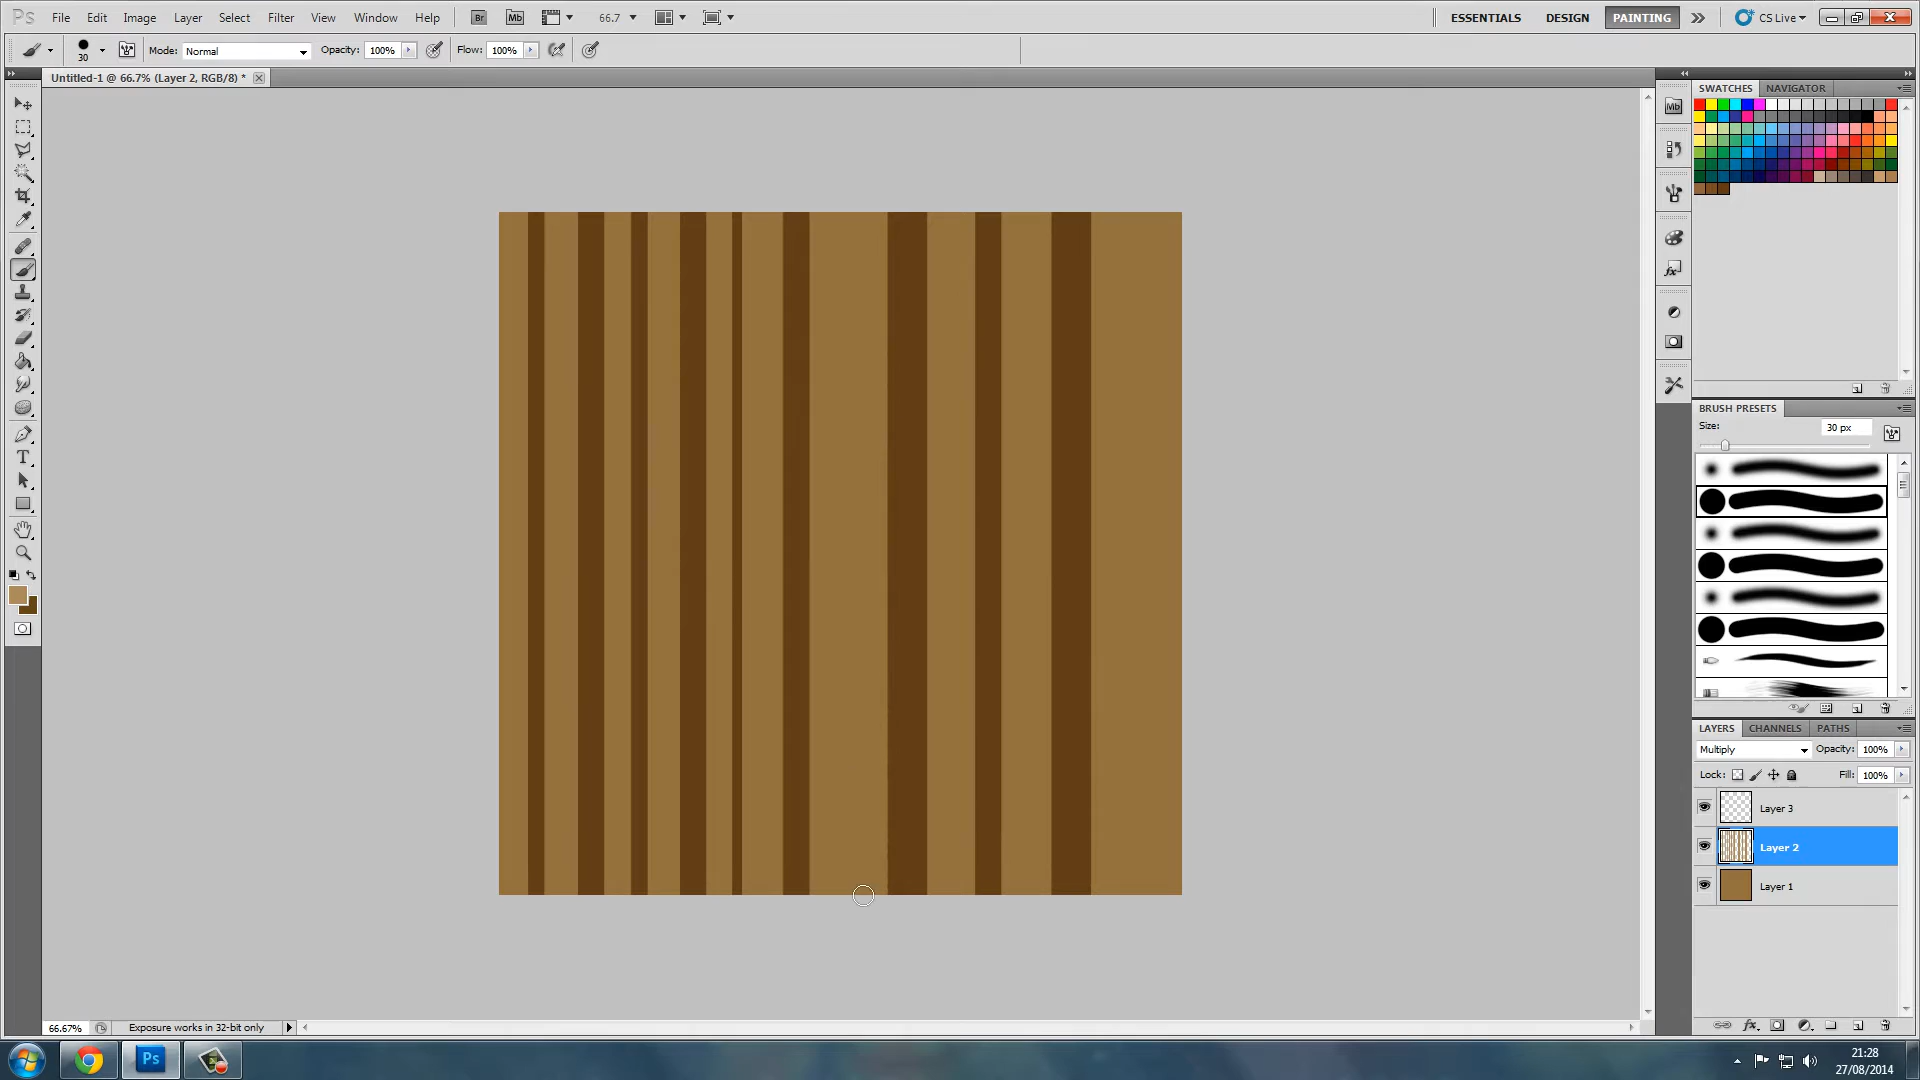 Ps File Edit Image Layer Select Filter View Window Help Br Mb 66.7 ESSENTIALS DESIGN PAINTING CS Live
30 Mode: Normal Opacity: 100% Flow: 100%
Untitled-1 @ 66.7% (Layer 2, RGB/8) *
SWATCHES NAVIGATOR
Mb
BRUSH PRESETS
Size: 30 px
LAYERS CHANNELS PATHS
Multiply Opacity: 100%
Lock: Fill: 100%
Layer 3
Layer 2
Layer 1
66.67% Exposure works in 32-bit only
fx
Ps
21:28
27/08/2014